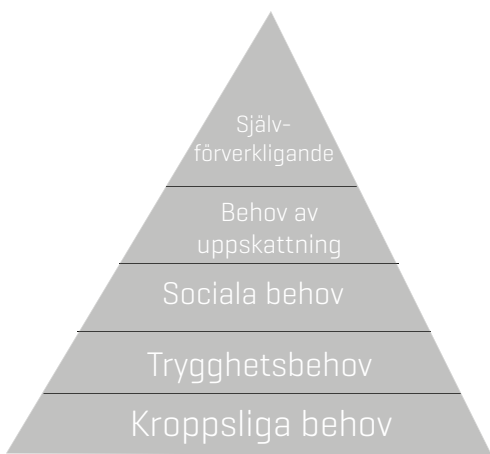 Själv-
förverkligande
Behov av
uppskattning
Sociala behov
Trygghetsbehov
Kroppsliga behov